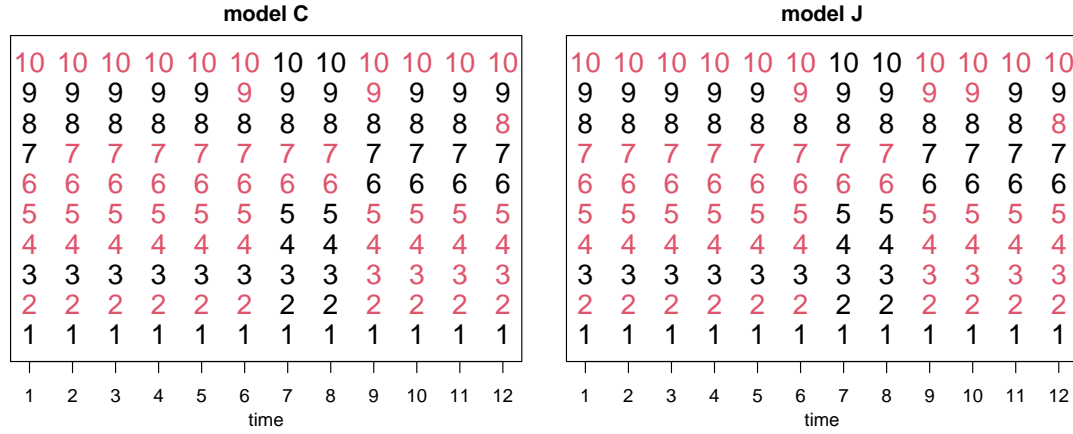 model C model J
10 10 10 10 10 10 10 10 10 10 10 10 10 10 10 10 10 10 10 10 10 10 10 10
9 9 9 9 9 9 9 9 9 9 9 9 9 9 9 9 9 9 9 9 9 9 9 9
8 8 8 8 8 8 8 8 8 8 8 8 8 8 8 8 8 8 8 8 8 8 8 8
7 7 7 7 7 7 7 7 7 7 7 7 7 7 7 7 7 7 7 7 7 7 7 7
6 6 6 6 6 6 6 6 6 6 6 6 6 6 6 6 6 6 6 6 6 6 6 6
5 5 5 5 5 5 5 5 5 5 5 5 5 5 5 5 5 5 5 5 5 5 5 5
4 4 4 4 4 4 4 4 4 4 4 4 4 4 4 4 4 4 4 4 4 4 4 4
3 3 3 3 3 3 3 3 3 3 3 3 3 3 3 3 3 3 3 3 3 3 3 3
2 2 2 2 2 2 2 2 2 2 2 2 2 2 2 2 2 2 2 2 2 2 2 2
1 1 1 1 1 1 1 1 1 1 1 1 1 1 1 1 1 1 1 1 1 1 1 1
1 2 3 4 5 6 7 8 9 10 11 12 1 2 3 4 5 6 7 8 9 10 11 12
time time